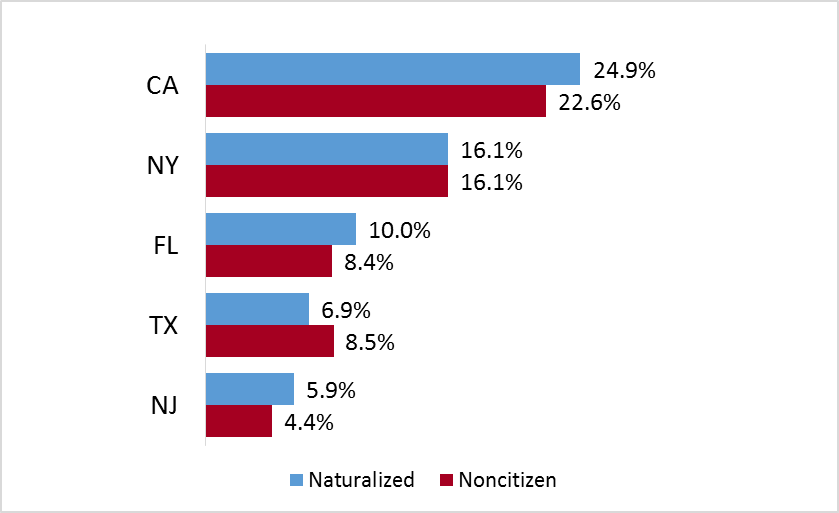 CA
24.9%
22.6%
NY
16.1%
16.1%
FL
10.0%
8.4%
TX
6.9%
8.5%
NJ
5.9%
4.4%
Naturalized Noncitizen